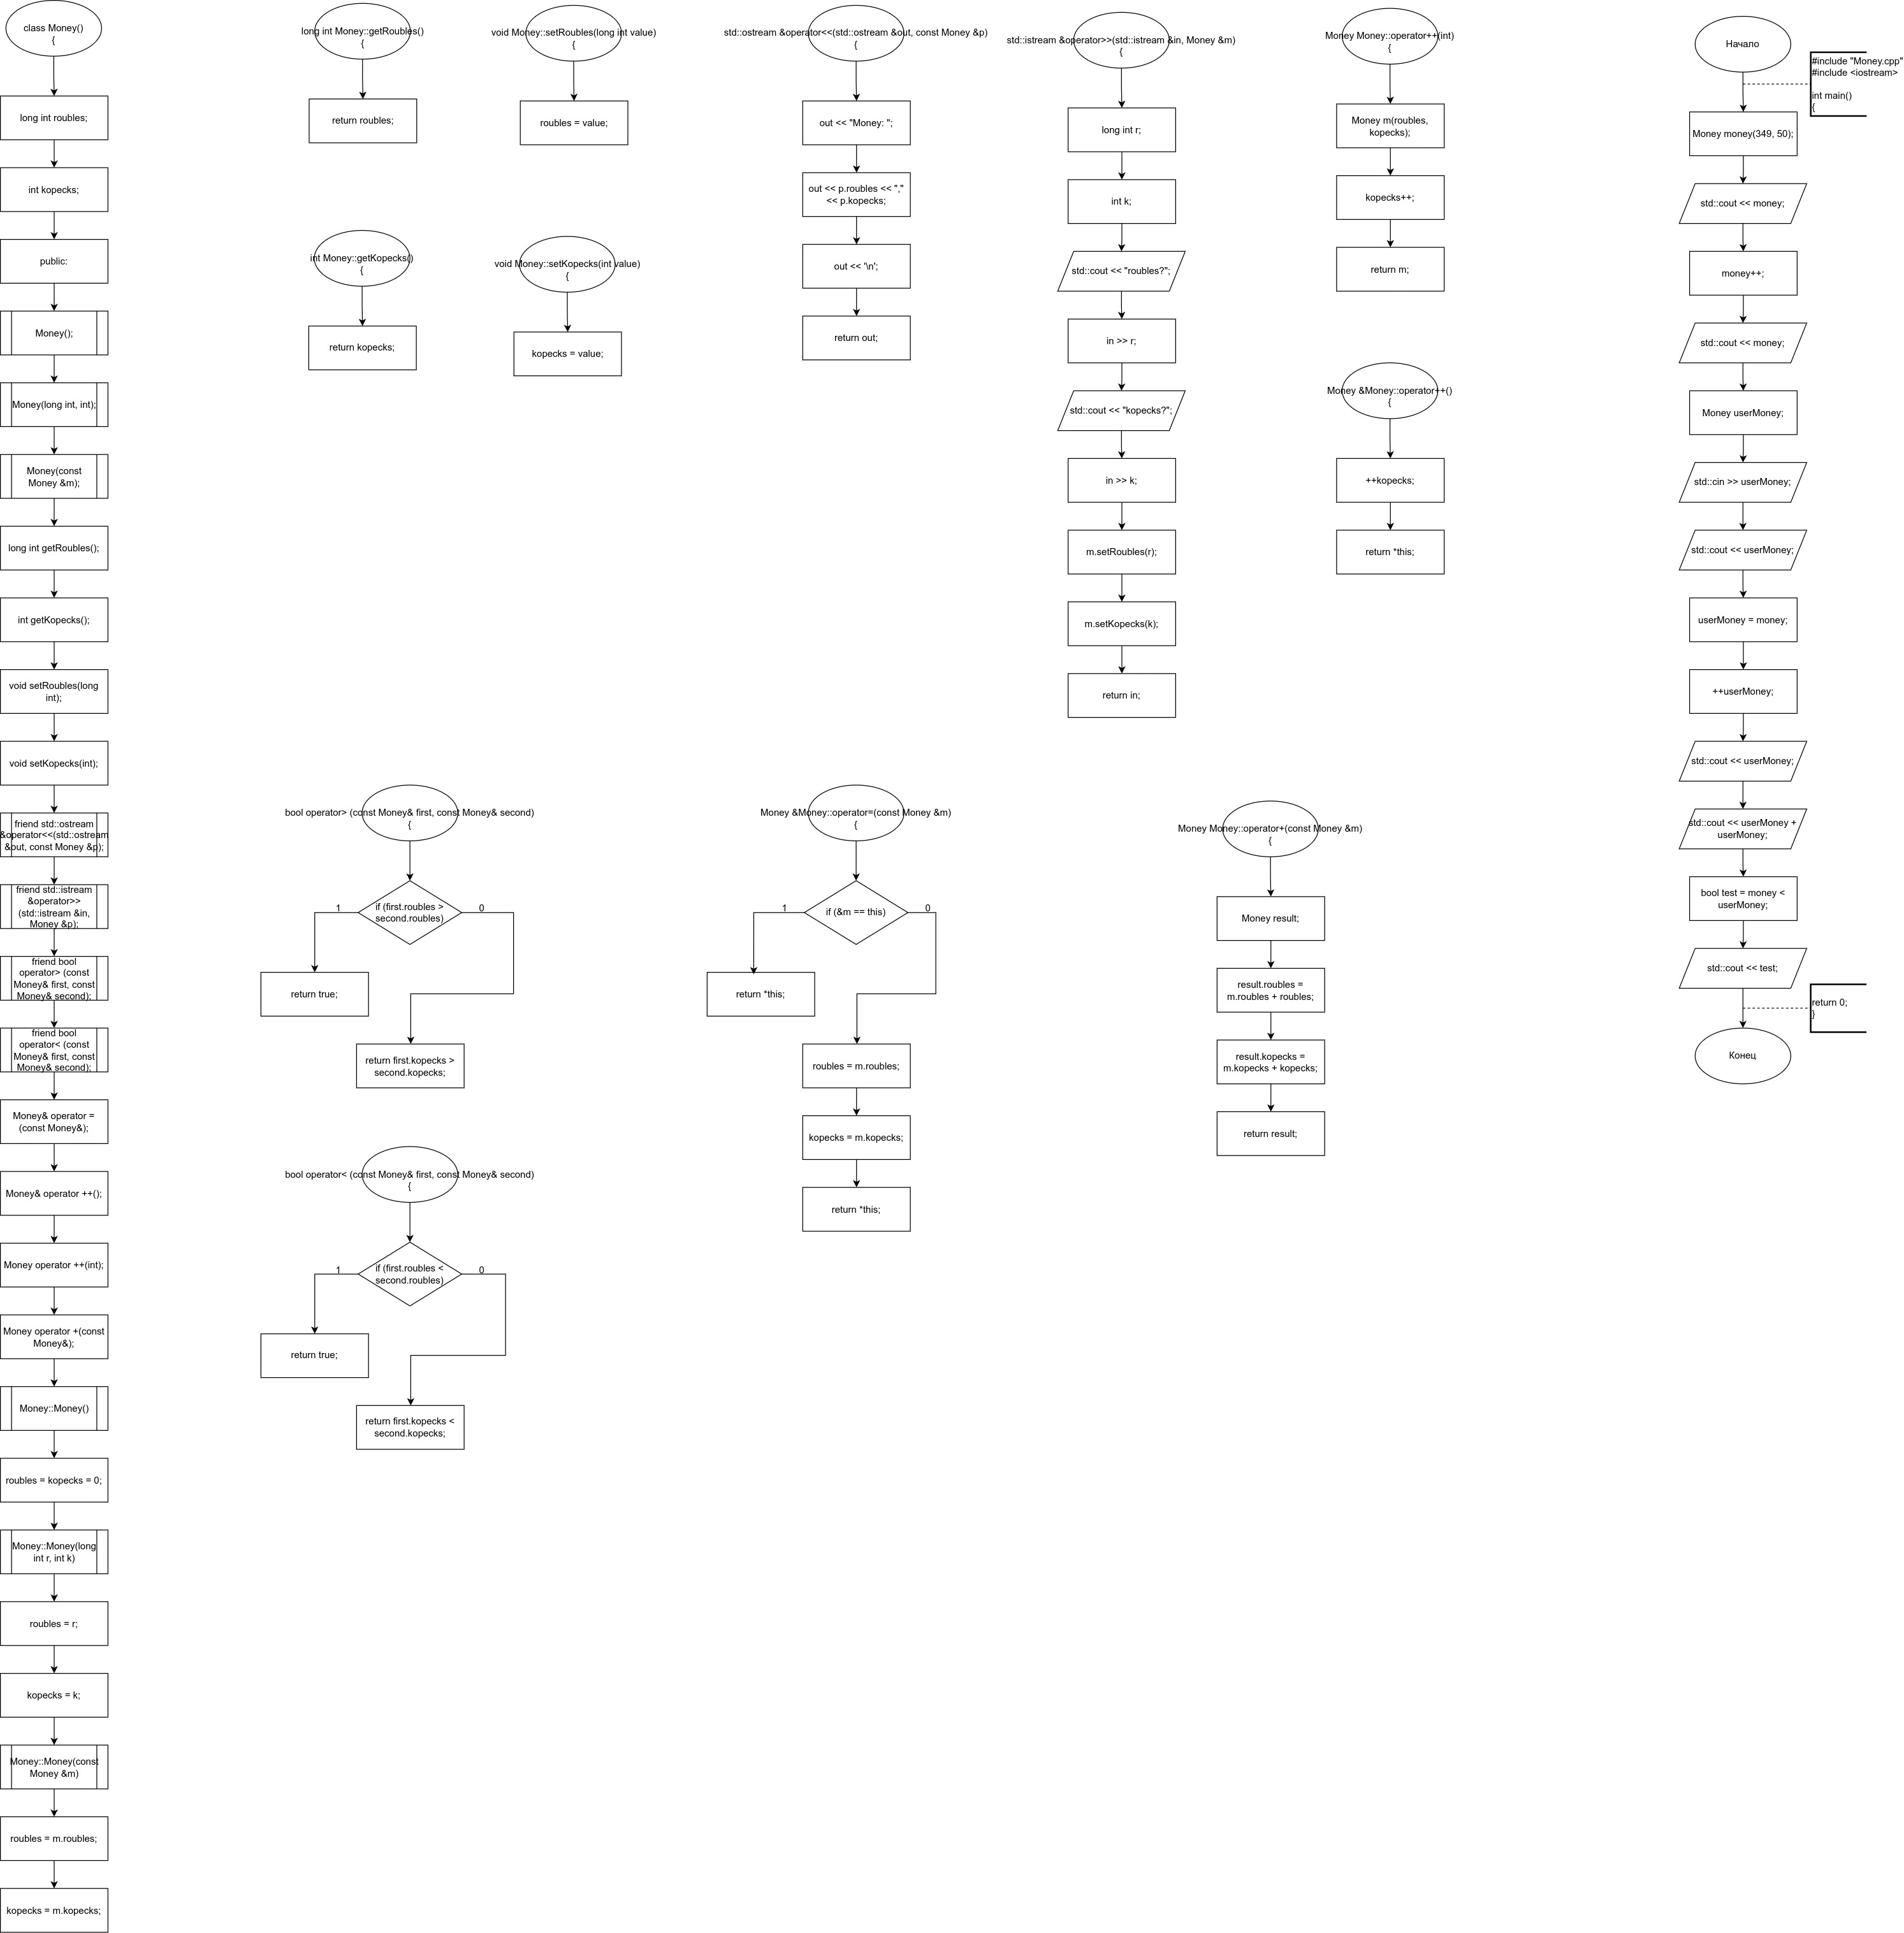 class Money()
{
long int roubles;
int kopecks;
public:
Money();
Money(long int, int);
Money(const
Money &m);
long int getRoubles();
int getKopecks();
void setRoubles(long
int);
void setKopecks(int);
friend std::ostream
&operator<<(std::ostream
&out, const Money &p);
friend std::istream
&operator>>
(std::istream &in,
Money &p);
friend bool
operator> (const
Money& first, const
Money& second);
friend bool
operator< (const
Money& first, const
Money& second);
Money& operator =
(const Money&);
Money& operator ++();
Money operator ++(int);
Money operator +(const
Money&);
Money::Money()
roubles = kopecks = 0;
Money::Money(long
int r, int k)
roubles = r;
kopecks = k;
Money::Money(const
Money &m)
roubles = m.roubles;
kopecks = m.kopecks;
long int Money::getRoubles()
{
return roubles;
int Money::getKopecks()
{
return kopecks;
void Money::setRoubles(long int value)
{
roubles = value;
void Money::setKopecks(int value)
{
kopecks = value;
std::ostream &operator<<(std::ostream &out, const Money &p)
{
out << "Money: ";
out << p.roubles << ","
<< p.kopecks;
out << '\n';
return out;
std::istream &operator>>(std::istream &in, Money &m)
{
long int r;
int k;
std::cout << "roubles?";
in >> r;
std::cout << "kopecks?";
in >> k;
m.setRoubles(r);
m.setKopecks(k);
return in;
Money Money::operator++(int)
{
Money m(roubles,
kopecks);
kopecks++;
return m;
Money &Money::operator++()
{
++kopecks;
return *this;
bool operator> (const Money& first, const Money& second)
{
if (first.roubles >
second.roubles)
1
0
return true;
return first.kopecks >
second.kopecks;
bool operator< (const Money& first, const Money& second)
{
if (first.roubles <
second.roubles)
1
0
return true;
return first.kopecks <
second.kopecks;
Money &Money::operator=(const Money &m)
{
if (&m == this)
1
0
return *this;
roubles = m.roubles;
kopecks = m.kopecks;
return *this;
Money Money::operator+(const Money &m)
{
Money result;
result.roubles =
m.roubles + roubles;
result.kopecks =
m.kopecks + kopecks;
return result;
Начало
#include "Money.cpp"
#include <iostream>
int main()
{
Money money(349, 50);
std::cout << money;
money++;
std::cout << money;
Money userMoney;
std::cin >> userMoney;
std::cout << userMoney;
userMoney = money;
++userMoney;
std::cout << userMoney;
std::cout << userMoney +
userMoney;
bool test = money <
userMoney;
std::cout << test;
return 0;
}
Конец